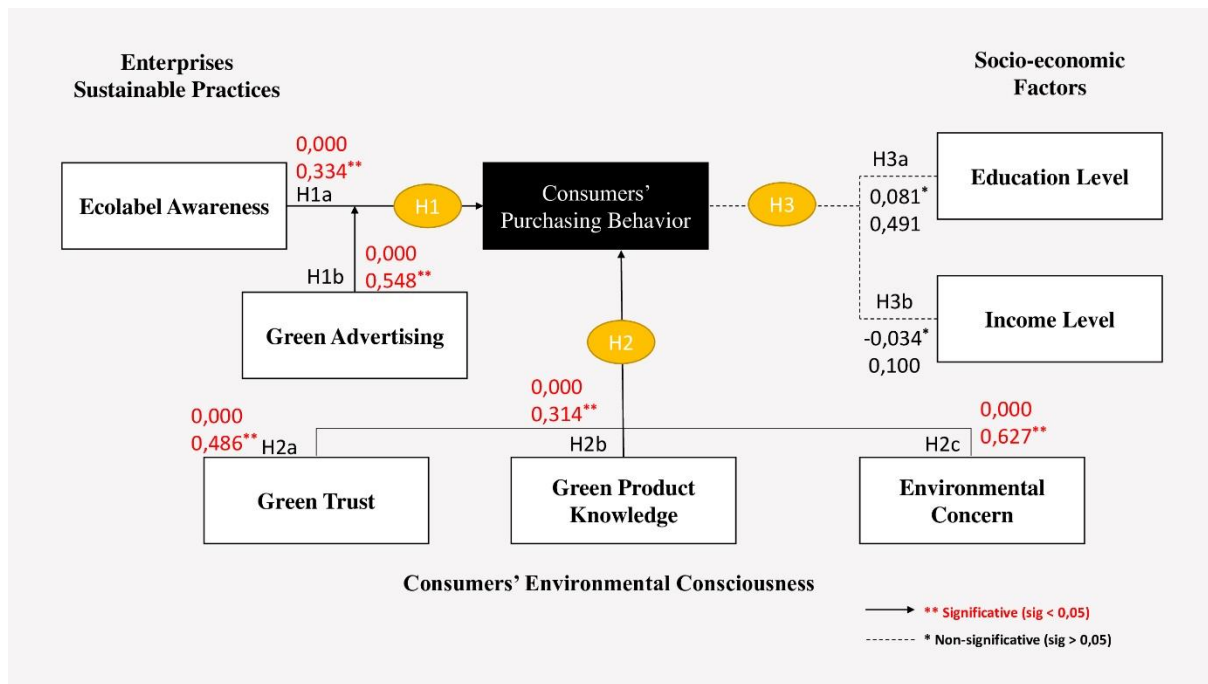 Enterprises
Sustainable Practices
Socio-economic
Factors
0,000
0,334**
H1a
Ecolabel Awareness
H1
Consumers'
Purchasing Behavior
H3
H3a
0,081*
0,491
Education Level
H1b
0,000
0,548**
Green Advertising
H2
H3b
-0,034*
0,100
Income Level
0,000
0,486**
H2a
Green Trust
0,000
0,314**
H2b
Green Product
Knowledge
0,000
0,627**
H2c
Environmental
Concern
Consumers' Environmental Consciousness
** Significative (sig < 0,05)
* Non-significative (sig > 0,05)